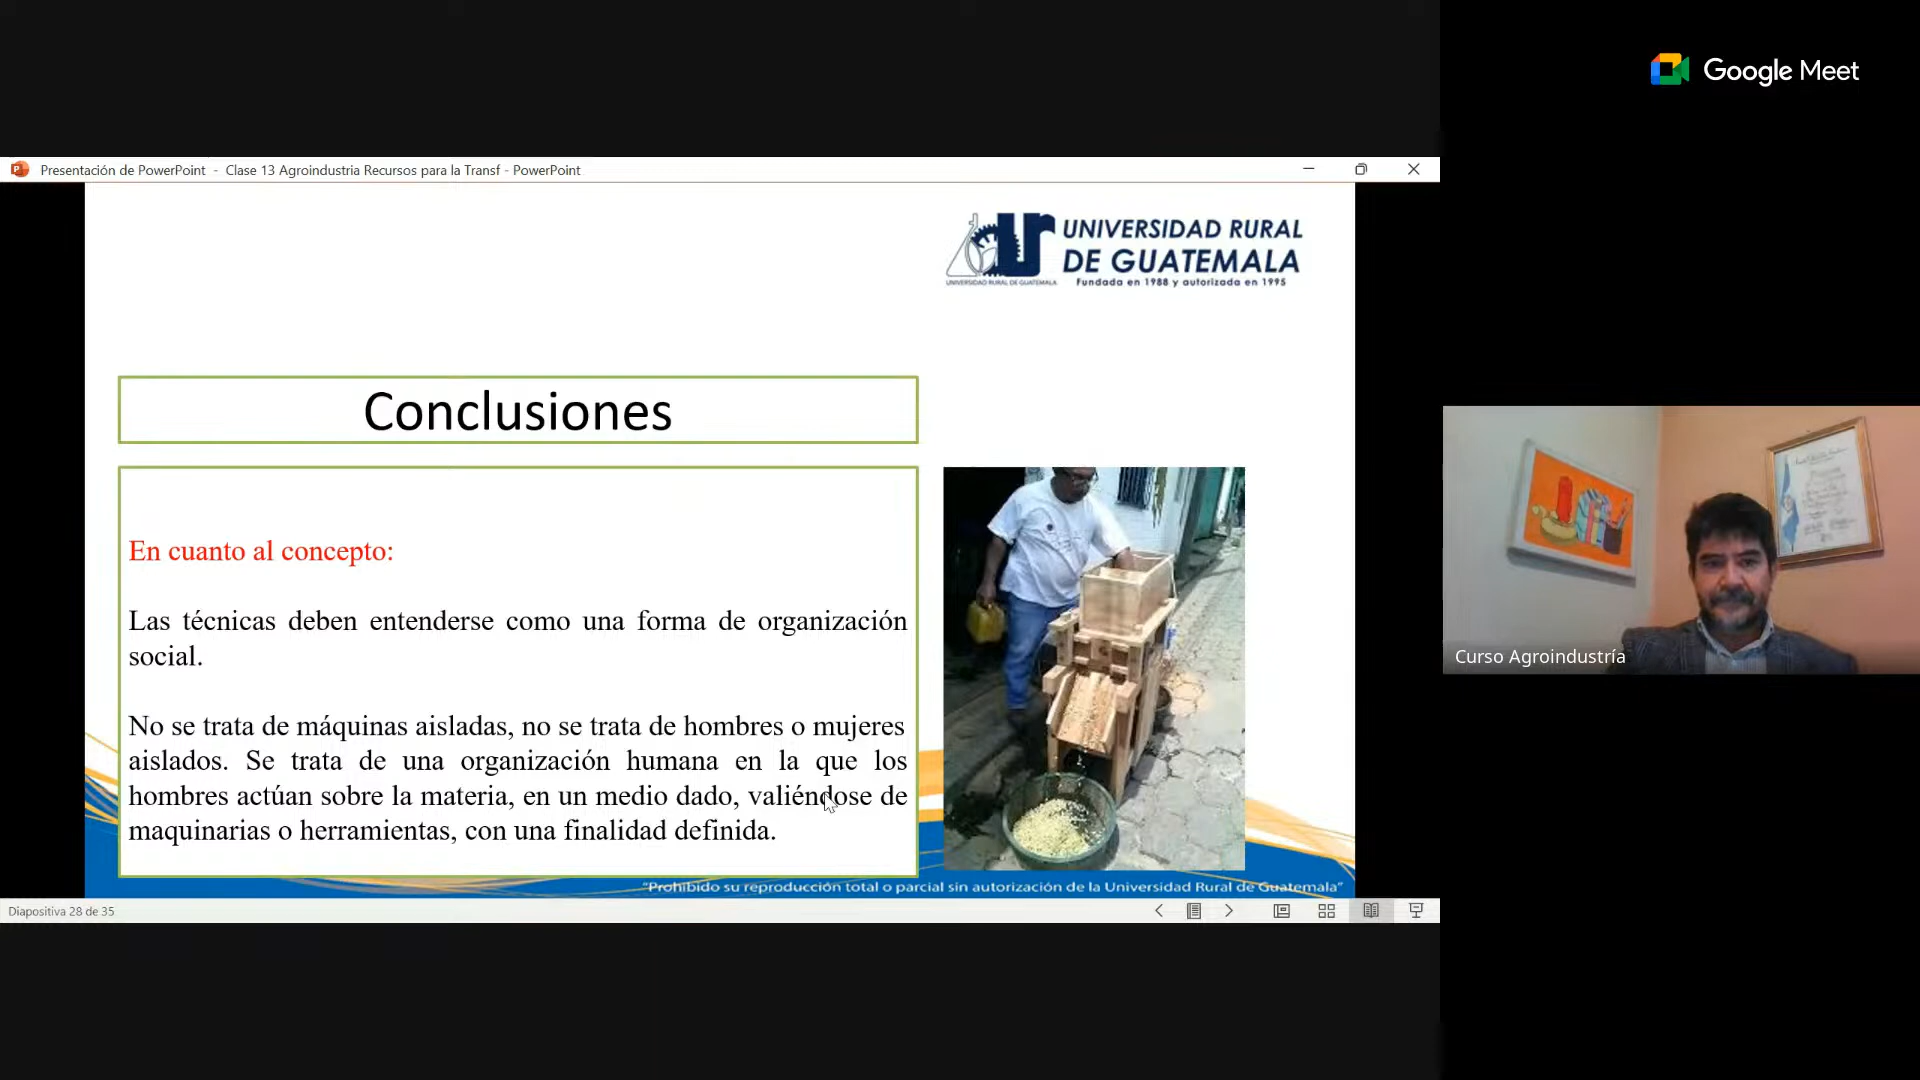 Google Meet
Presentación de PowerPoint - Clase 13 Agroindustria Recursos para la Transf - PowerPoint
UNIVERSIDAD RURAL
DE GUATEMALA
UNIVERSIDAD RURAL DE GUATEMALA
Fundada en 1988 y autorizada en 1995
Conclusiones
En cuanto al concepto:
Las técnicas deben entenderse como una forma de organización
social.
No se trata de máquinas aisladas, no se trata de hombres o mujeres
aislados. Se trata de una organización humana en la que los
hombres actúan sobre la materia, en un medio dado, valiéndose de
maquinarias o herramientas, con una finalidad definida.
"Prohibido su reproducción total o parcial sin autorización de la Universidad Rural de Guatemala"
Diapositiva 28 de 35
Curso Agroindustría